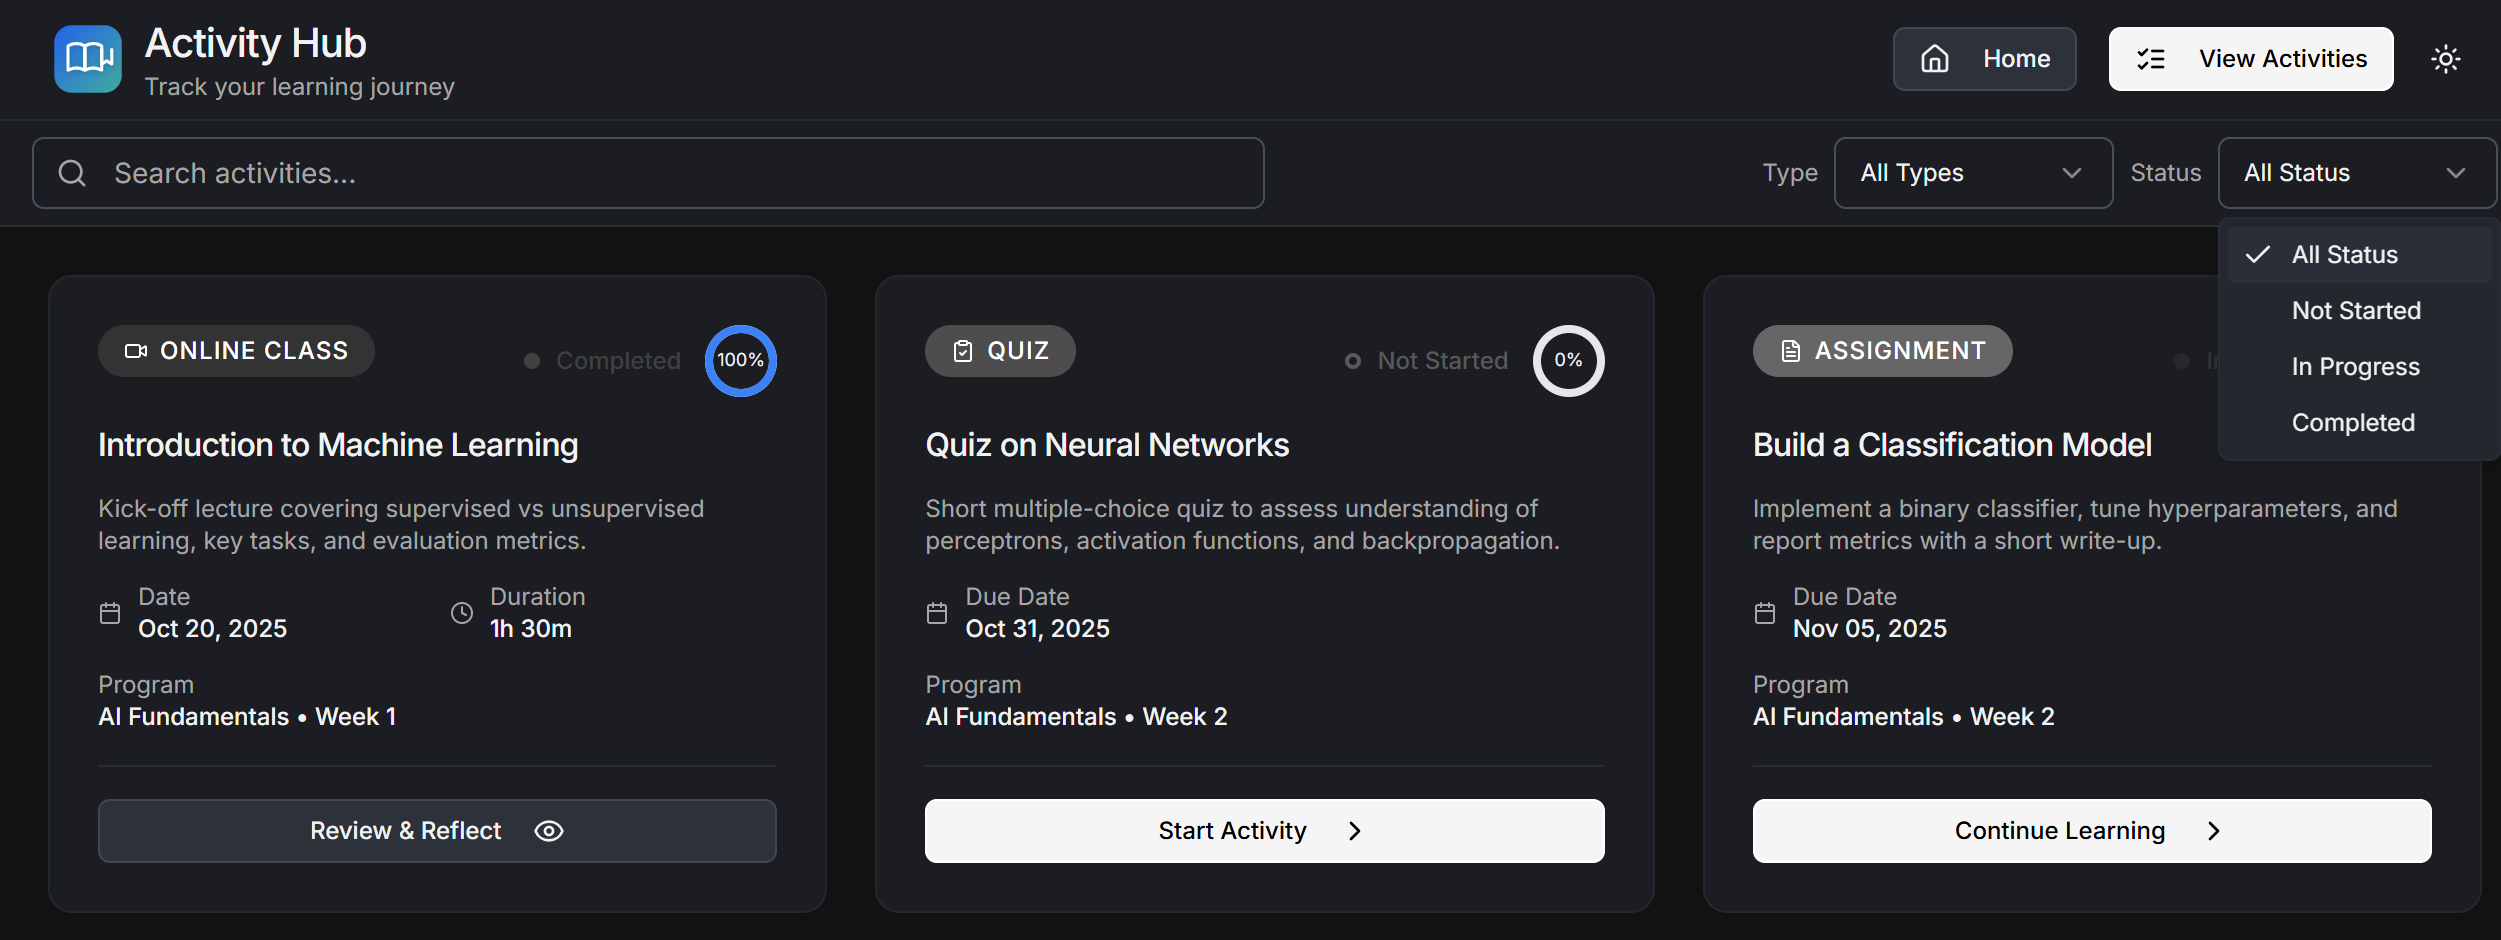 Activity Hub
Track your learning journey
Home
View Activities
Search activities...
Type
All Types
Status
All Status
All Status
Not Started
In Progress
Completed
ONLINE CLASS
Completed
100%
Introduction to Machine Learning
Kick-off lecture covering supervised vs unsupervised
learning, key tasks, and evaluation metrics.
Date
Oct 20, 2025
Duration
1h 30m
Program
AI Fundamentals • Week 1
Review & Reflect
QUIZ
Not Started
0%
Quiz on Neural Networks
Short multiple-choice quiz to assess understanding of
perceptrons, activation functions, and backpropagation.
Due Date
Oct 31, 2025
Program
AI Fundamentals • Week 2
Start Activity
ASSIGNMENT
Build a Classification Model
Implement a binary classifier, tune hyperparameters, and
report metrics with a short write-up.
Due Date
Nov 05, 2025
Program
AI Fundamentals • Week 2
Continue Learning